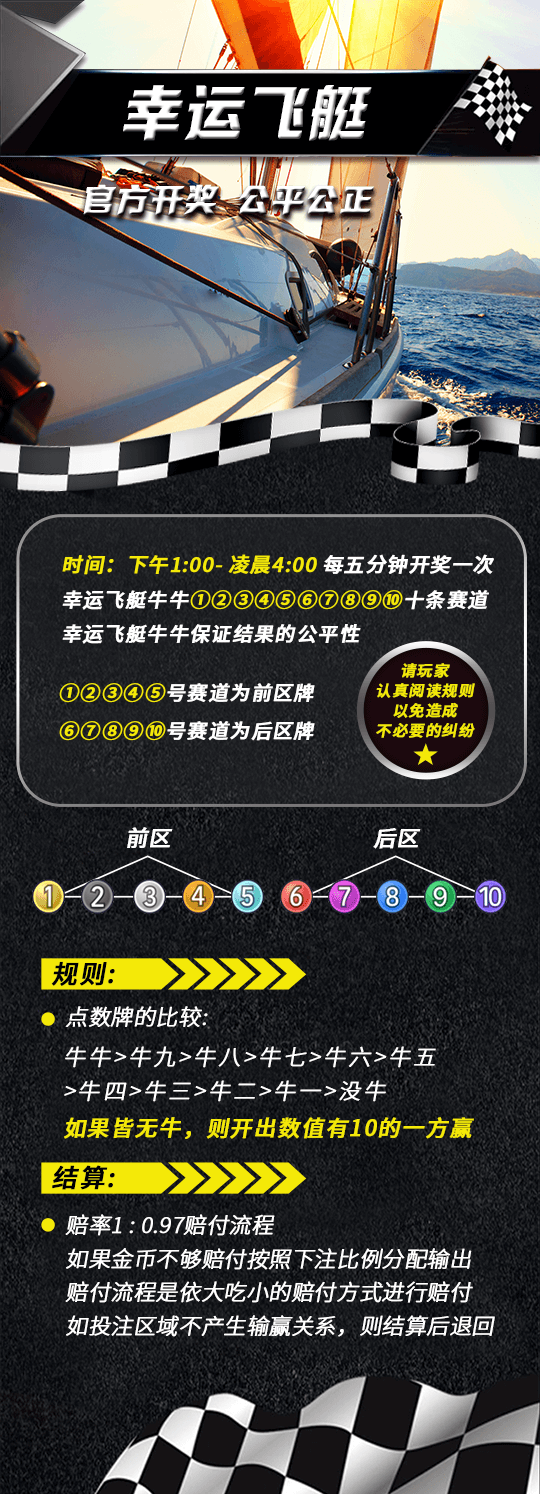 幸运飞艇
官方开奖 公平公正
时间：下午1:00-凌晨4:00 每五分钟开奖一次
幸运飞艇牛牛①②③④⑤⑥⑦⑧⑨⑩十条赛道
幸运飞艇牛牛保证结果的公平性
①②③④⑤号赛道为前区牌
⑥⑦⑧⑨⑩号赛道为后区牌
请玩家
认真阅读规则
以免造成
不必要的纠纷
前区 后区
1 2 3 4 5 6 7 8 9 10
规则:
点数牌的比较:
牛牛>牛九>牛八>牛七>牛六>牛五
>牛四>牛三>牛二>牛一>没牛
如果皆无牛，则开出数值有10的一方赢
结算:
赔率1:0.97赔付流程
如果金币不够赔付按照下注比例分配输出
赔付流程是依大吃小的赔付方式进行赔付
如投注区域不产生输赢关系，则结算后退回